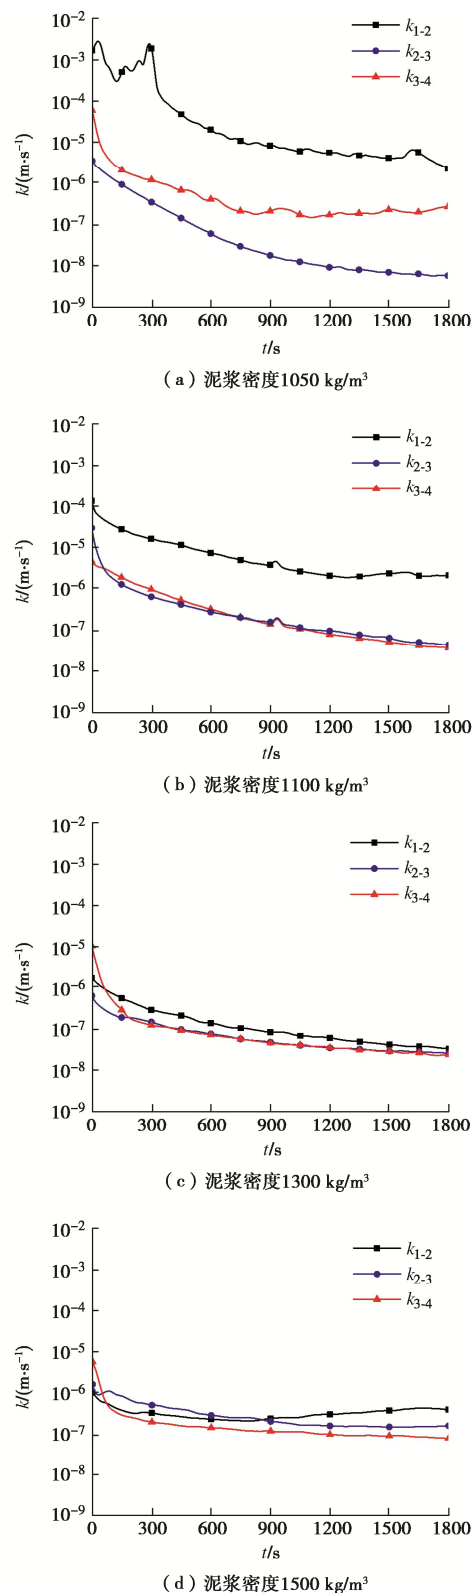 10⁻²
10⁻³
10⁻⁴
10⁻⁵
10⁻⁶
10⁻⁷
10⁻⁸
10⁻⁹
k/(m·s⁻¹)
k₁₋₂
k₂₋₃
k₃₋₄
0 300 600 900 1200 1500 1800
t/s
（a）泥浆密度1050 kg/m³
10⁻²
10⁻³
10⁻⁴
10⁻⁵
10⁻⁶
10⁻⁷
10⁻⁸
10⁻⁹
k/(m·s⁻¹)
k₁₋₂
k₂₋₃
k₃₋₄
0 300 600 900 1200 1500 1800
t/s
（b）泥浆密度1100 kg/m³
10⁻²
10⁻³
10⁻⁴
10⁻⁵
10⁻⁶
10⁻⁷
10⁻⁸
10⁻⁹
k/(m·s⁻¹)
k₁₋₂
k₂₋₃
k₃₋₄
0 300 600 900 1200 1500 1800
t/s
（c）泥浆密度1300 kg/m³
10⁻²
10⁻³
10⁻⁴
10⁻⁵
10⁻⁶
10⁻⁷
10⁻⁸
10⁻⁹
k/(m·s⁻¹)
k₁₋₂
k₂₋₃
k₃₋₄
0 300 600 900 1200 1500 1800
t/s
（d）泥浆密度1500 kg/m³